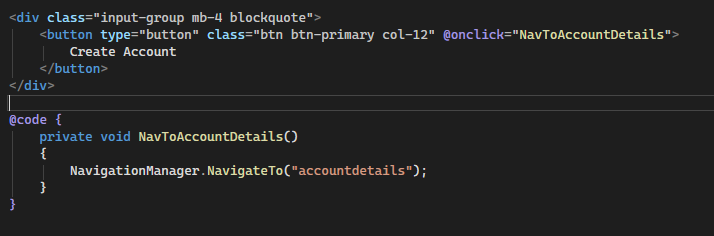 <div class="input-group mb-4 blockquote">
    <button type="button" class="btn btn-primary col-12" @onclick="NavToAccountDetails">
        Create Account
    </button>
</div>

@code {
    private void NavToAccountDetails()
    {
        NavigationManager.NavigateTo("accountdetails");
    }
}